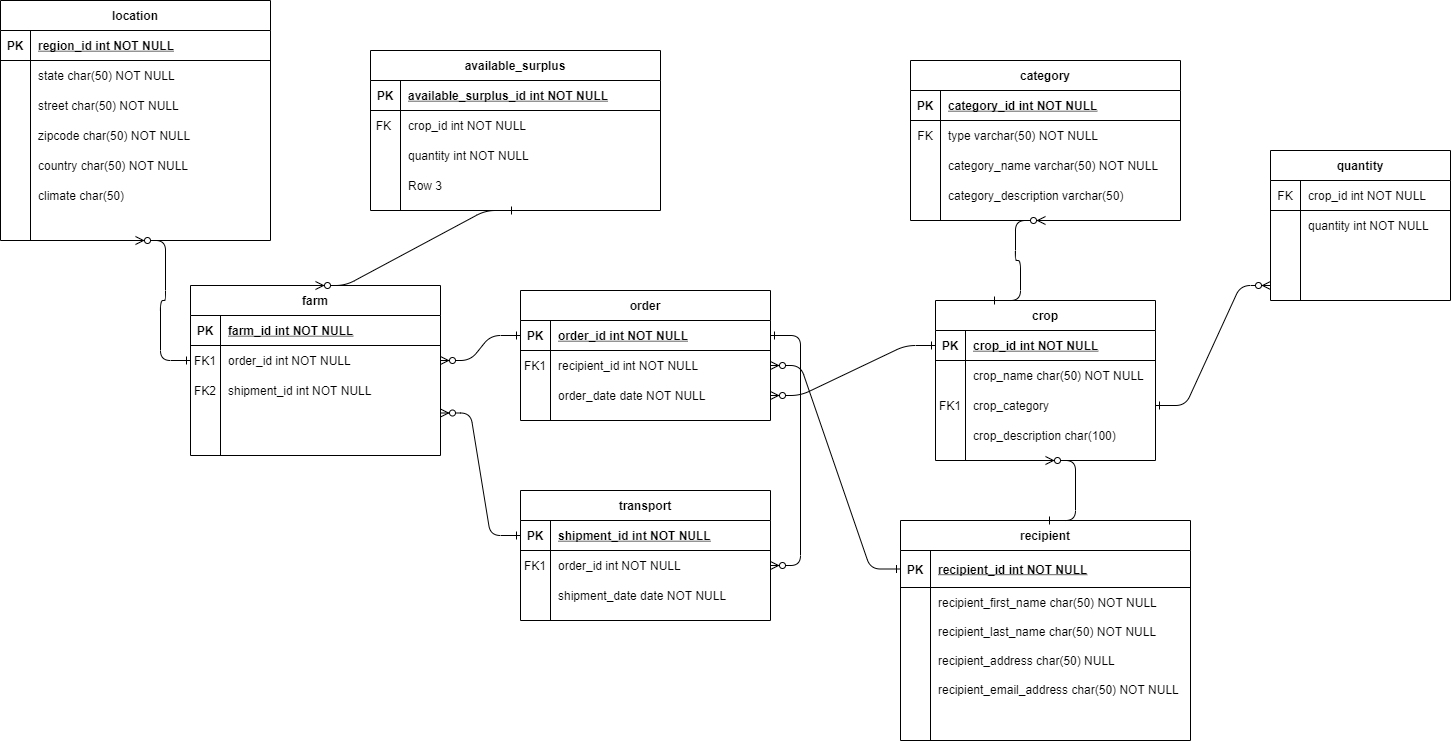 location
PK region_id int NOT NULL
state char(50) NOT NULL
street char(50) NOT NULL
zipcode char(50) NOT NULL
country char(50) NOT NULL
climate char(50)
available_surplus
PK available_surplus_id int NOT NULL
FK crop_id int NOT NULL
quantity int NOT NULL
Row 3
category
PK category_id int NOT NULL
FK type varchar(50) NOT NULL
category_name varchar(50) NOT NULL
category_description varchar(50)
quantity
FK crop_id int NOT NULL
quantity int NOT NULL
farm
PK farm_id int NOT NULL
FK1 order_id int NOT NULL
FK2 shipment_id int NOT NULL
order
PK order_id int NOT NULL
FK1 recipient_id int NOT NULL
order_date date NOT NULL
crop
PK crop_id int NOT NULL
crop_name char(50) NOT NULL
FK1 crop_category
crop_description char(100)
transport
PK shipment_id int NOT NULL
FK1 order_id int NOT NULL
shipment_date date NOT NULL
recipient
PK recipient_id int NOT NULL
recipient_first_name char(50) NOT NULL
recipient_last_name char(50) NOT NULL
recipient_address char(50) NULL
recipient_email_address char(50) NOT NULL